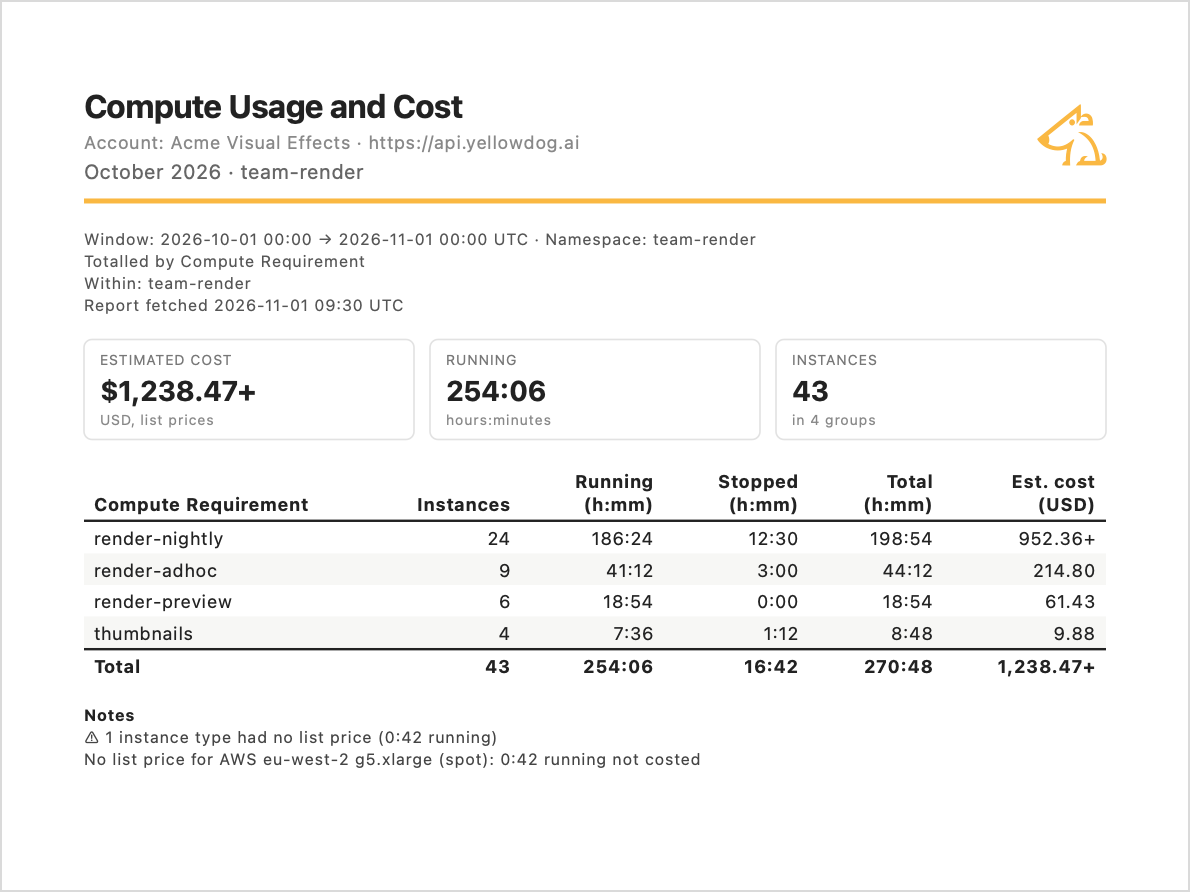 Compute Usage and Cost
Account: Acme Visual Effects · https://api.yellowdog.ai
October 2026 · team-render
Window: 2026-10-01 00:00 → 2026-11-01 00:00 UTC · Namespace: team-render
Totalled by Compute Requirement
Within: team-render
Report fetched 2026-11-01 09:30 UTC
ESTIMATED COST
$1,238.47+
USD, list prices
RUNNING
254:06
hours:minutes
INSTANCES
43
in 4 groups
Compute Requirement Instances Running (h:mm) Stopped (h:mm) Total (h:mm) Est. cost (USD)
render-nightly 24 186:24 12:30 198:54 952.36+
render-adhoc 9 41:12 3:00 44:12 214.80
render-preview 6 18:54 0:00 18:54 61.43
thumbnails 4 7:36 1:12 8:48 9.88
Total 43 254:06 16:42 270:48 1,238.47+
Notes
⚠ 1 instance type had no list price (0:42 running)
No list price for AWS eu-west-2 g5.xlarge (spot): 0:42 running not costed